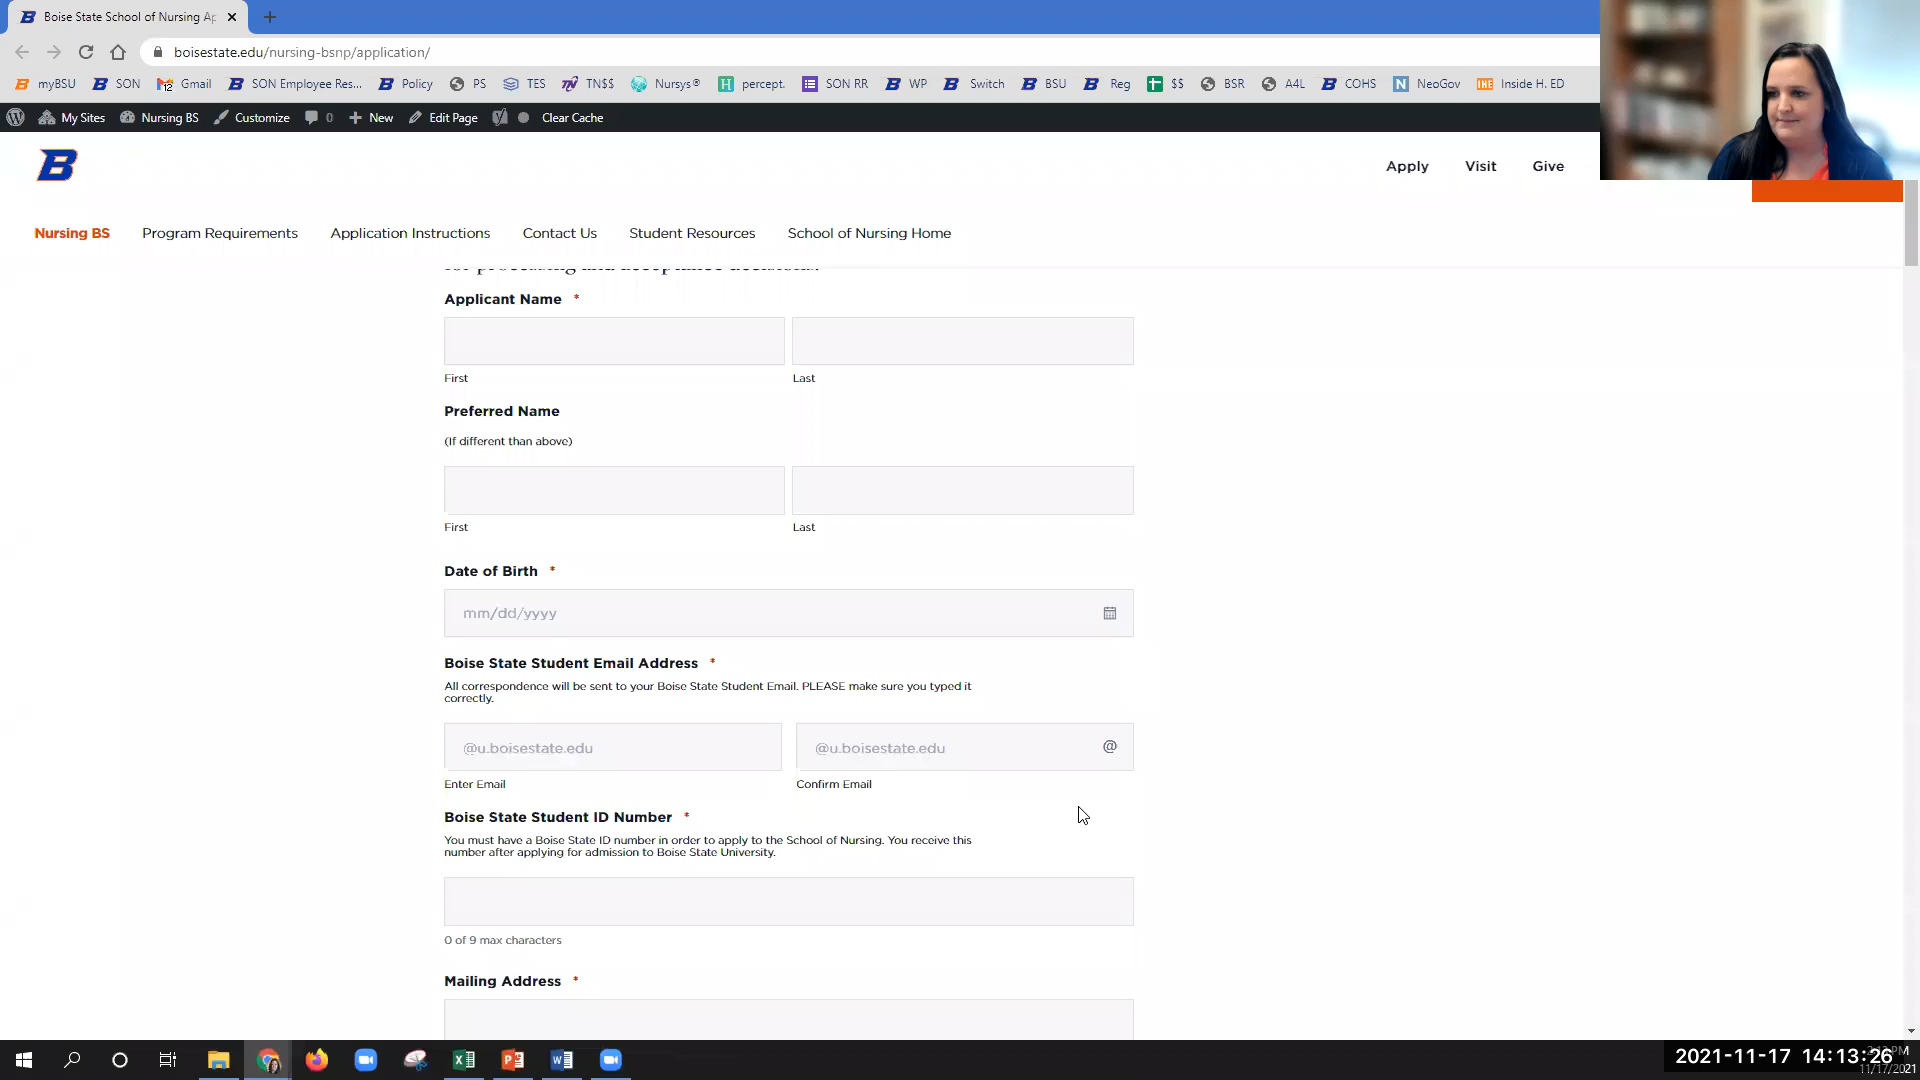 Boise State School of Nursing Ap
boisestate.edu/nursing-bsnp/application/
myBSU SON Gmail SON Employee Res... Policy PS TES TN$$ Nursys® percept. SON RR WP Switch BSU Reg $$ BSR A4L COHS NeoGov Inside H. ED
My Sites Nursing BS Customize 0 New Edit Page Clear Cache
B
Apply Visit Give
Nursing BS Program Requirements Application Instructions Contact Us Student Resources School of Nursing Home
for processing and acceptance decisions.
Applicant Name *
First Last
Preferred Name
(If different than above)
First Last
Date of Birth *
mm/dd/yyyy
Boise State Student Email Address *
All correspondence will be sent to your Boise State Student Email. PLEASE make sure you typed it
correctly.
@u.boisestate.edu @u.boisestate.edu @
Enter Email Confirm Email
Boise State Student ID Number *
You must have a Boise State ID number in order to apply to the School of Nursing. You receive this
number after applying for admission to Boise State University.
0 of 9 max characters
Mailing Address *
2021-11-17 14:13:26
11/17/2021